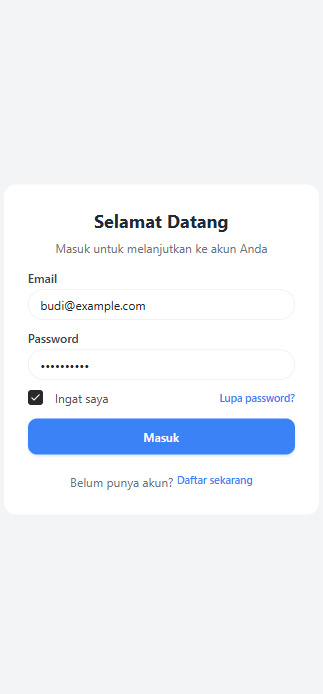 Selamat Datang
Masuk untuk melanjutkan ke akun Anda
Email
budi@example.com
Password
••••••••••
Ingat saya Lupa password?
Masuk
Belum punya akun? Daftar sekarang